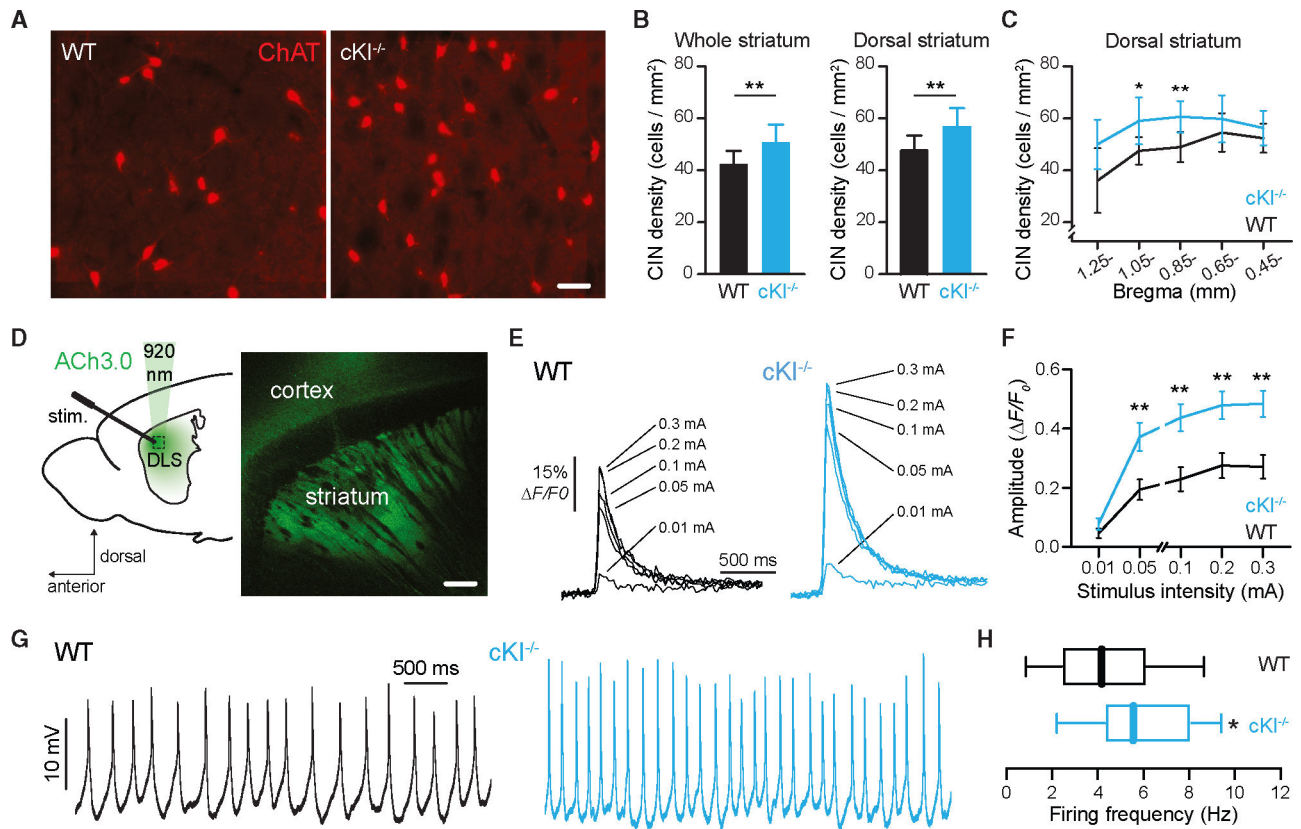 A
WT
ChAT
cKI-/-
B
Whole striatum
CIN density (cells / mm²)
80
60
40
20
0
**
WT
cKI-/-
Dorsal striatum
CIN density (cells / mm²)
80
60
40
20
0
**
WT
cKI-/-
C
Dorsal striatum
CIN density (cells / mm²)
80
60
40
20
*
**
cKI-/-
WT
1.25-
1.05-
0.85-
0.65-
0.45-
Bregma (mm)
D
ACh3.0
920
nm
stim.
DLS
dorsal
anterior
cortex
striatum
E
WT
0.3 mA
0.2 mA
0.1 mA
0.05 mA
0.01 mA
15%
ΔF/F0
500 ms
cKI-/-
0.3 mA
0.2 mA
0.1 mA
0.05 mA
0.01 mA
F
Amplitude (ΔF/F0)
0.6
0.4
0.2
0.0
**
**
**
**
cKI-/-
WT
0.01
0.05
0.1
0.2
0.3
Stimulus intensity (mA)
G
WT
500 ms
10 mV
cKI-/-
H
WT
* cKI-/-
0 2 4 6 8 10 12
Firing frequency (Hz)